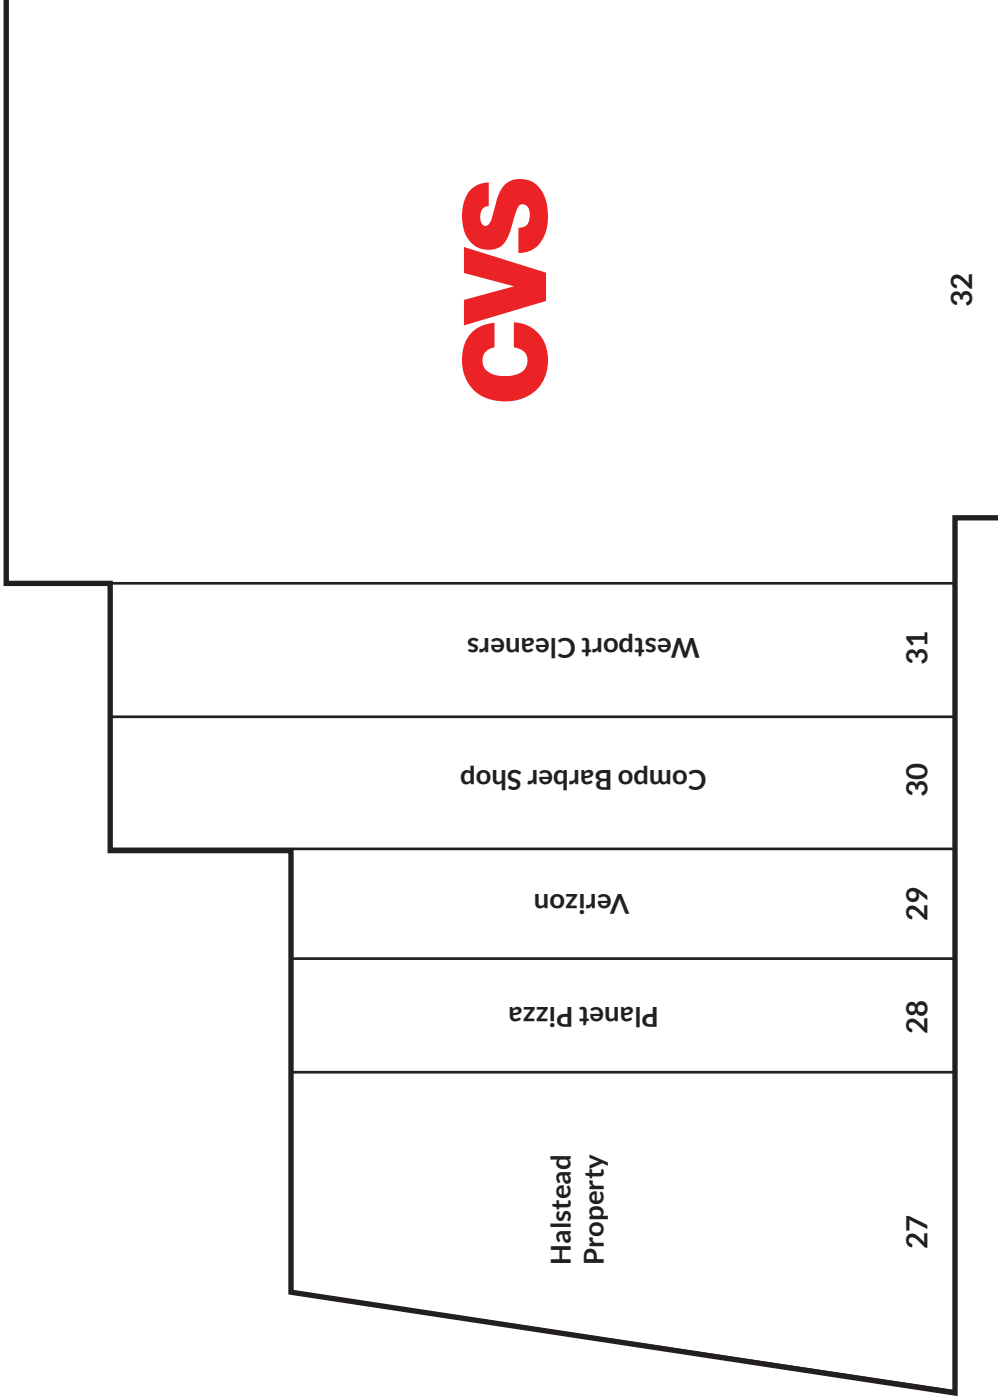 CVS
32
Westport Cleaners
31
Compo Barber Shop
30
Verizon
29
Planet Pizza
28
Halstead
Property
27